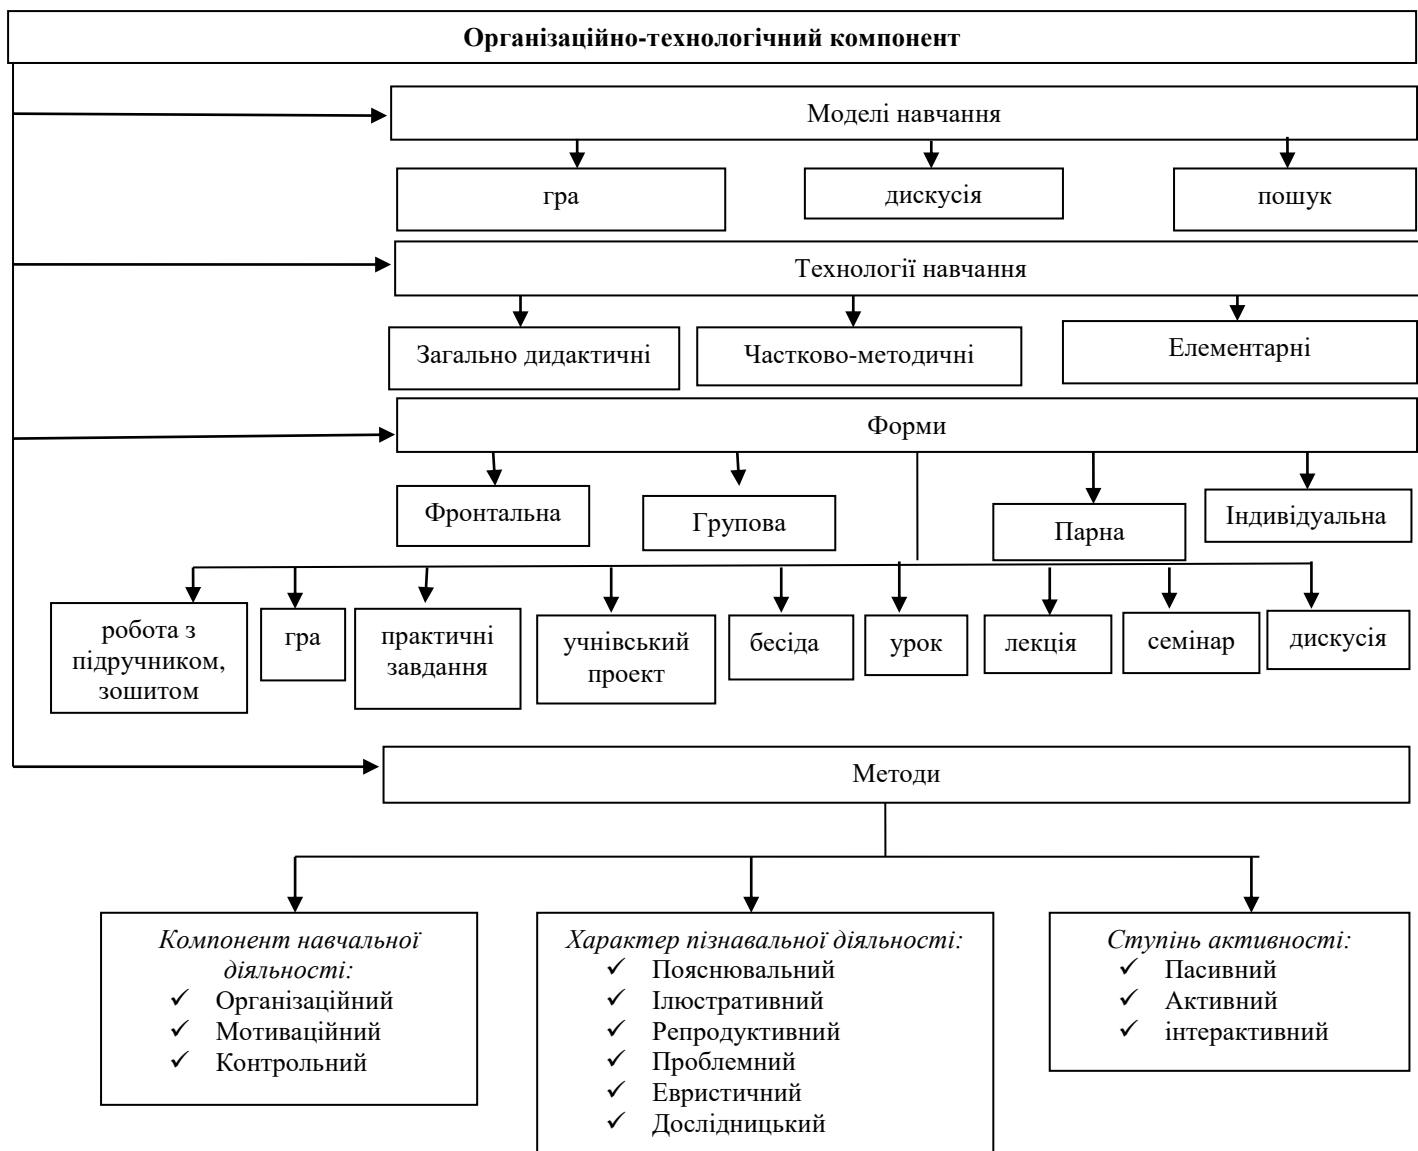 Організаційно-технологічний компонент
Моделі навчання
гра
дискусія
пошук
Технології навчання
Загально дидактичні
Частково-методичні
Елементарні
Форми
Фронтальна
Групова
Парна
Індивідуальна
робота з
підручником,
зошитом
гра
практичні
завдання
учнівський
проект
бесіда
урок
лекція
семінар
дискусія
Методи
Компонент навчальної
діяльності:
✓ Організаційний
✓ Мотиваційний
✓ Контрольний
Характер пізнавальної діяльності:
✓ Пояснювальний
✓ Ілюстративний
✓ Репродуктивний
✓ Проблемний
✓ Евристичний
✓ Дослідницький
Ступінь активності:
✓ Пасивний
✓ Активний
✓ інтерактивний